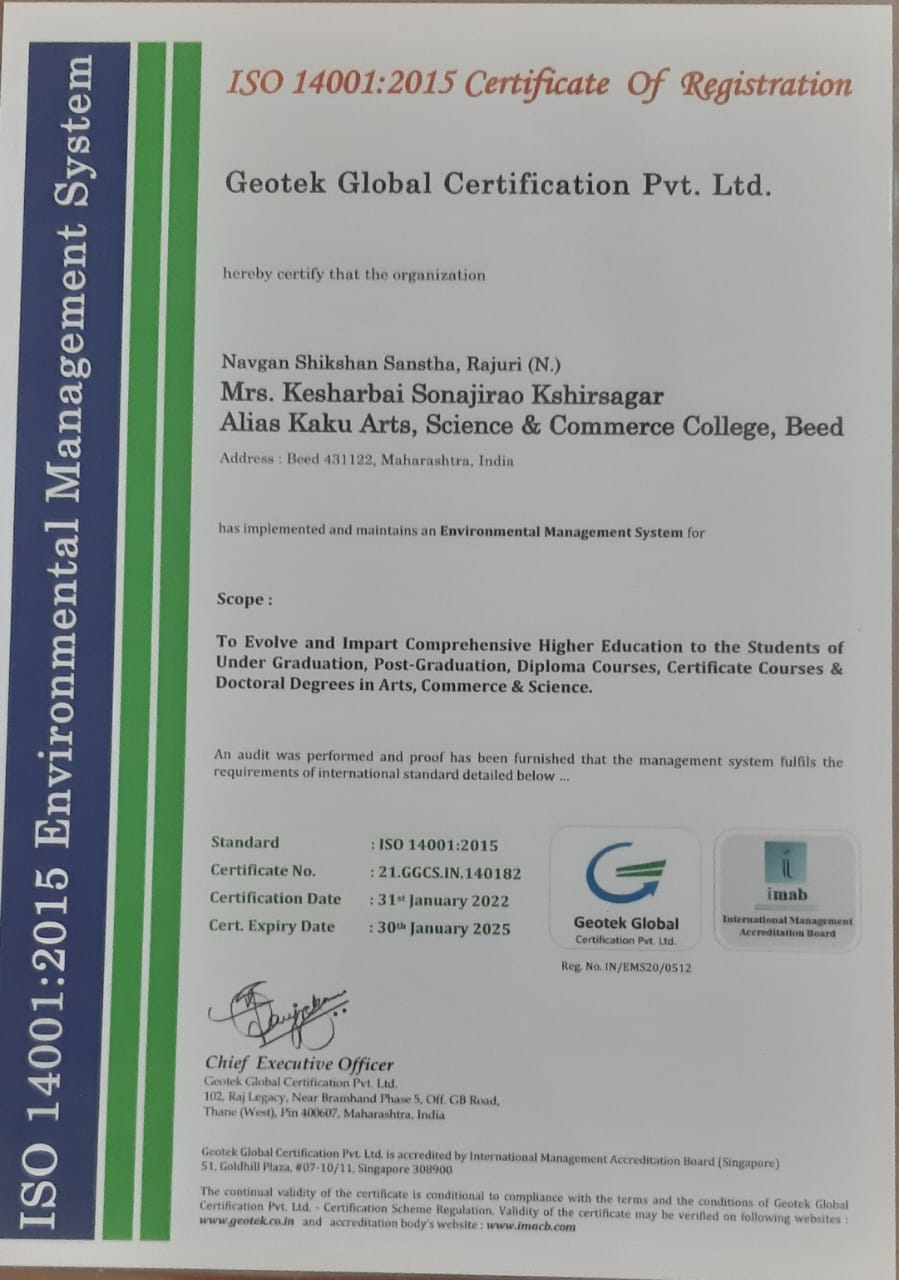 ISO 14001:2015 Environmental Management System
ISO 14001:2015 Certificate Of Registration
Geotek Global Certification Pvt. Ltd.
hereby certify that the organization
Navgan Shikshan Sanstha, Rajuri (N.)
Mrs. Kesharbai Sonajirao Kshirsagar
Alias Kaku Arts, Science & Commerce College, Beed
Address : Beed 431122, Maharashtra, India
has implemented and maintains an Environmental Management System for
Scope :
To Evolve and Impart Comprehensive Higher Education to the Students of
Under Graduation, Post-Graduation, Diploma Courses, Certificate Courses &
Doctoral Degrees in Arts, Commerce & Science.
An audit was performed and proof has been furnished that the management system fulfils the
requirements of international standard detailed below ...
Standard : ISO 14001:2015
Certificate No. : 21.GGCS.IN.140182
Certification Date : 31st January 2022
Cert. Expiry Date : 30th January 2025
Geotek Global
Certification Pvt. Ltd.
Reg. No. IN/EMS20/0512
i
imab
International Management
Accreditation Board
Chief Executive Officer
Geotek Global Certification Pvt. Ltd.
102, Raj Legacy, Near Bramhand Phase 5, Off. GB Road,
Thane (West), Pin 400607, Maharashtra, India
Geotek Global Certification Pvt. Ltd. is accredited by International Management Accreditation Board (Singapore)
51, Goldhill Plaza, #07-10/11, Singapore 308900
The continual validity of the certificate is conditional to compliance with the terms and the conditions of Geotek Global
Certification Pvt. Ltd. - Certification Scheme Regulation. Validity of the certificate may be verified on following websites :
www.geotek.co.in and accreditation body's website : www.imacb.com